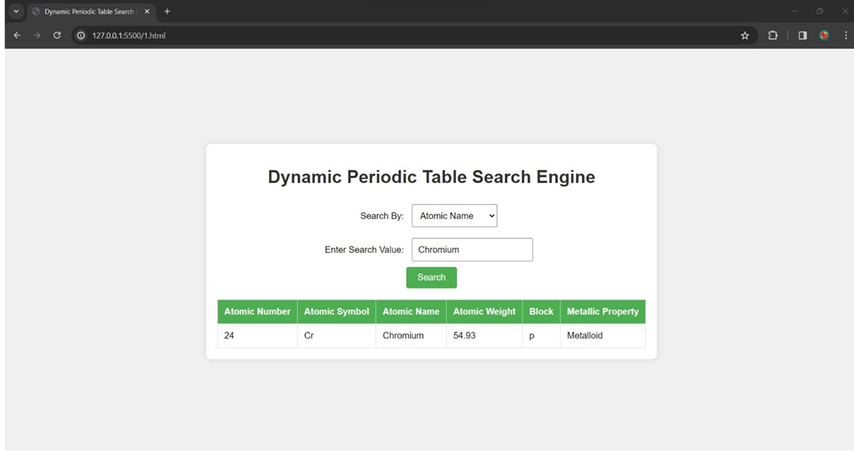 Dynamic Periodic Table Search
127.0.0.1:5500/1.html
Dynamic Periodic Table Search Engine
Search By: Atomic Name
Enter Search Value: Chromium
Search
Atomic Number Atomic Symbol Atomic Name Atomic Weight Block Metallic Property
24 Cr Chromium 54.93 p Metalloid